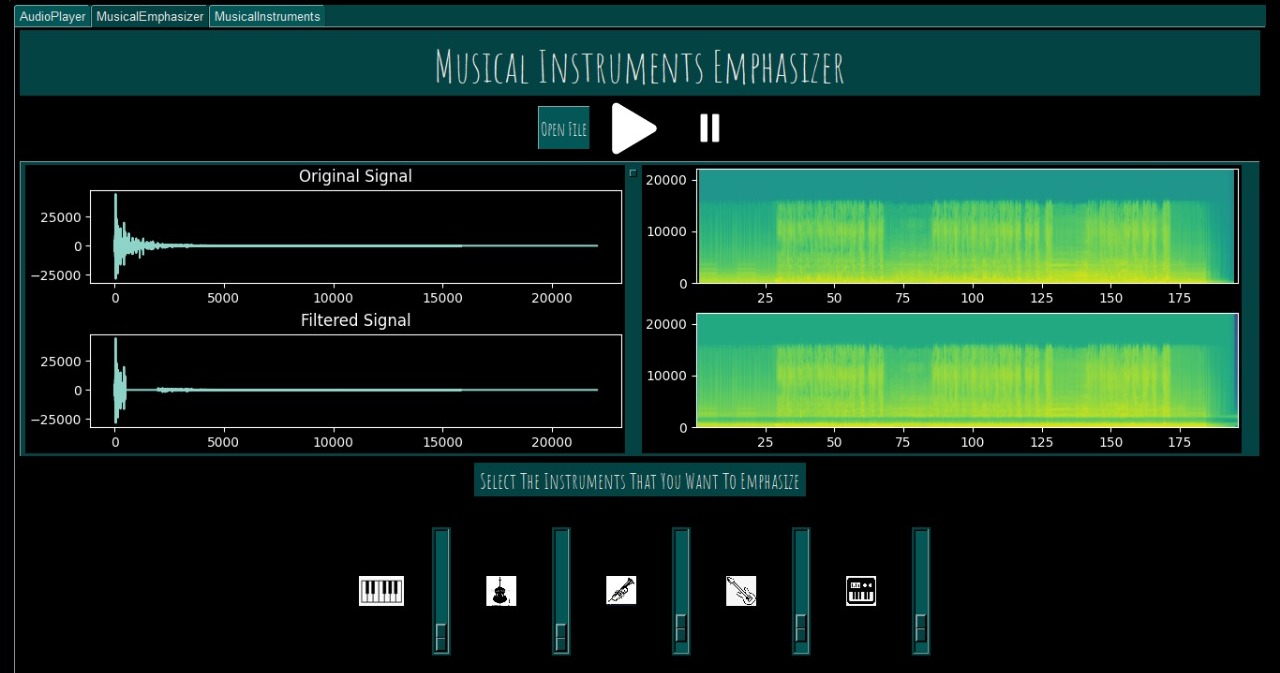 AudioPlayer MusicalEmphasizer MusicalInstruments
Musical Instruments Emphasizer
Open File
Original Signal
25000
0
−25000
0 5000 10000 15000 20000
20000
10000
0
25 50 75 100 125 150 175
Filtered Signal
25000
0
−25000
0 5000 10000 15000 20000
20000
10000
0
25 50 75 100 125 150 175
Select The Instruments That You Want To Emphasize